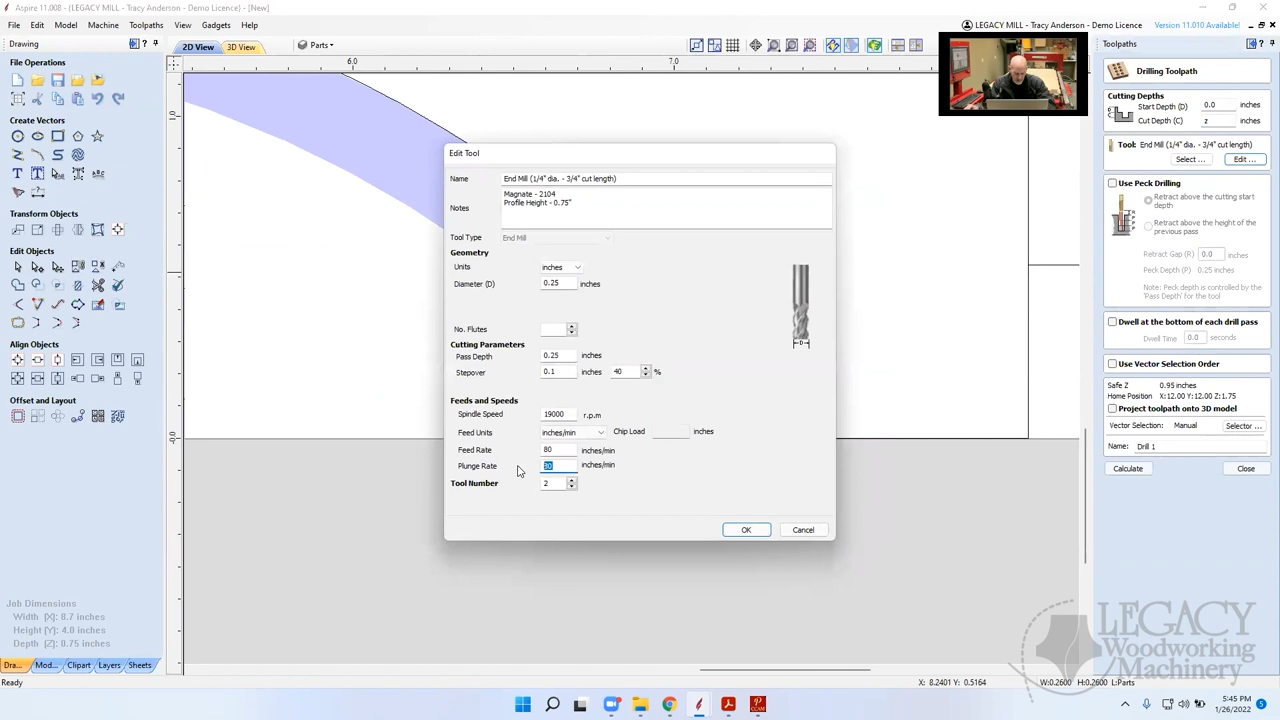 Aspire 11.008 - (LEGACY MILL - Tracy Anderson - Demo Licence) - [New]
File Edit Model Machine Toolpaths View Gadgets Help
LEGACY MILL - Tracy Anderson - Demo Licence Version 11.010 Available!
Drawing
2D View 3D View Parts
Toolpaths
File Operations
Create Vectors
Transform Objects
Edit Objects
Align Objects
Offset and Layout
Job Dimensions
Width [X]: 8.7 inches
Height [Y]: 4.0 inches
Depth [Z]: 0.75 inches
Dra... Mod... Clipart Layers Sheets
Ready
6.0 7.0
Edit Tool
Name End Mill (1/4" dia. - 3/4" cut length)
Notes
Magnate - 2104
Profile Height - 0.75"
Tool Type End Mill
Geometry
Units inches
Diameter (D) 0.25 inches
No. Flutes
Cutting Parameters
Pass Depth 0.25 inches
Stepover 0.1 inches 40 %
Feeds and Speeds
Spindle Speed 19000 r.p.m
Feed Units inches/min Chip Load inches
Feed Rate 80 inches/min
Plunge Rate 30 inches/min
Tool Number 2
D
OK Cancel
Drilling Toolpath
Cutting Depths
Start Depth (D) 0.0 inches
Cut Depth (C) z inches
Tool: End Mill (1/4" dia. - 3/4" cut length)
Select ... Edit ...
Use Peck Drilling
Retract above the cutting start depth
Retract above the height of the previous pass
Retract Gap (R) 0.0 inches
Peck Depth (P) 0.25 inches
Note: Peck depth is controlled by the 'Pass Depth' for the tool
Dwell at the bottom of each drill pass
Dwell Time 0.0 seconds
Use Vector Selection Order
Safe Z 0.95 inches
Home Position X:12.00 Y:12.00 Z:1.75
Project toolpath onto 3D model
Vector Selection: Manual Selector ...
Name: Drill 1
Calculate Close
LEGACY
Woodworking
Machinery
X: 8.2401 Y: 0.5164 W:0.2600 H:0.2600 L:Parts
5:45 PM
1/26/2022